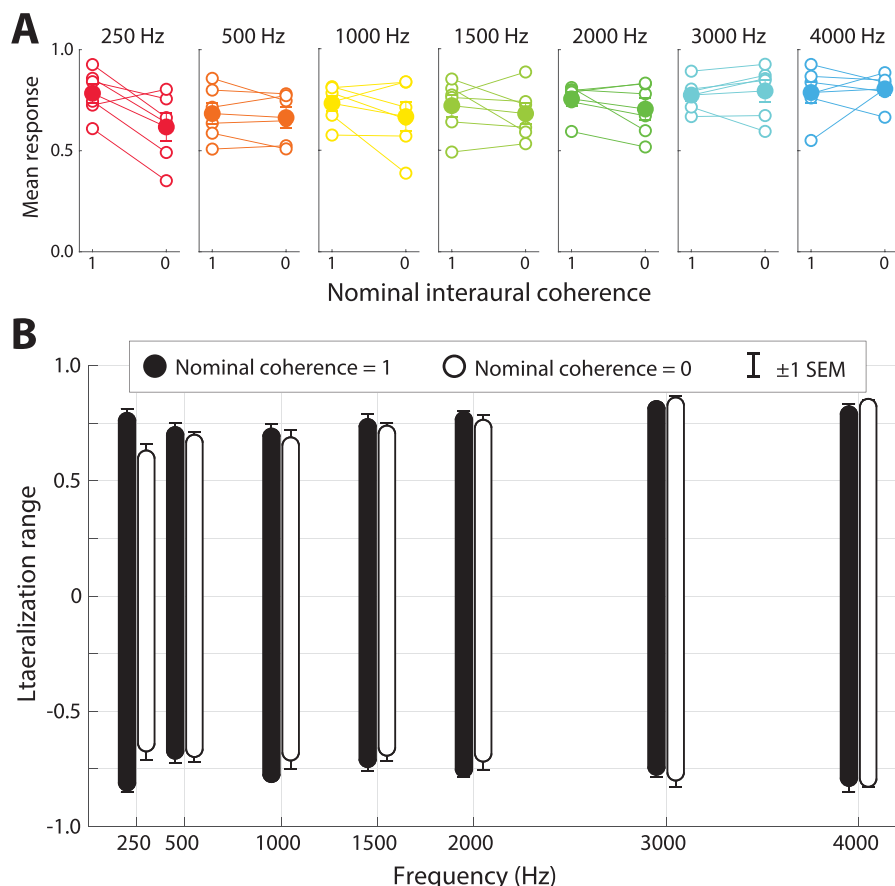 A
250 Hz 500 Hz 1000 Hz 1500 Hz 2000 Hz 3000 Hz 4000 Hz
1.0
0.5
0.0
Mean response
1 0 1 0 1 0 1 0 1 0 1 0 1 0
Nominal interaural coherence
B
Nominal coherence = 1 Nominal coherence = 0 ±1 SEM
1.0
0.5
0
-0.5
-1.0
Ltaeralization range
250 500 1000 1500 2000 3000 4000
Frequency (Hz)